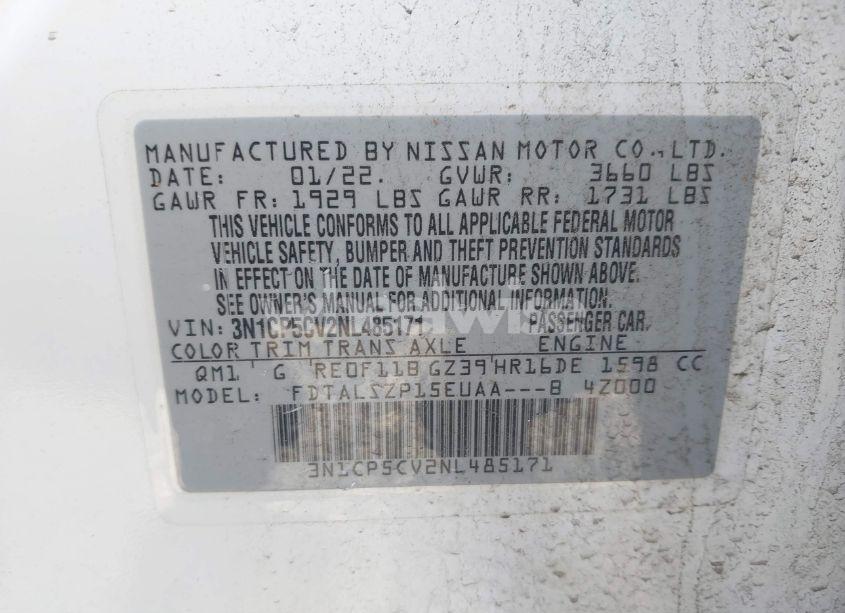 MANUFACTURED BY NISSAN MOTOR CO., LTD.
DATE: 01/22. GVWR: 3660 LBS
GAWR FR: 1929 LBS GAWR RR: 1731 LBS
THIS VEHICLE CONFORMS TO ALL APPLICABLE FEDERAL MOTOR
VEHICLE SAFETY, BUMPER AND THEFT PREVENTION STANDARDS
IN EFFECT ON THE DATE OF MANUFACTURE SHOWN ABOVE.
SEE OWNER'S MANUAL FOR ADDITIONAL INFORMATION.
VIN: 3N1CP5CV2NL485171 PASSENGER CAR.
COLOR TRIM TRANS AXLE ENGINE
QM1 G RE0F11B GZ39 HR16DE 1598 CC
MODEL: FDTALSZP15EUAA---B 4Z000
3N1CP5CV2NL485171